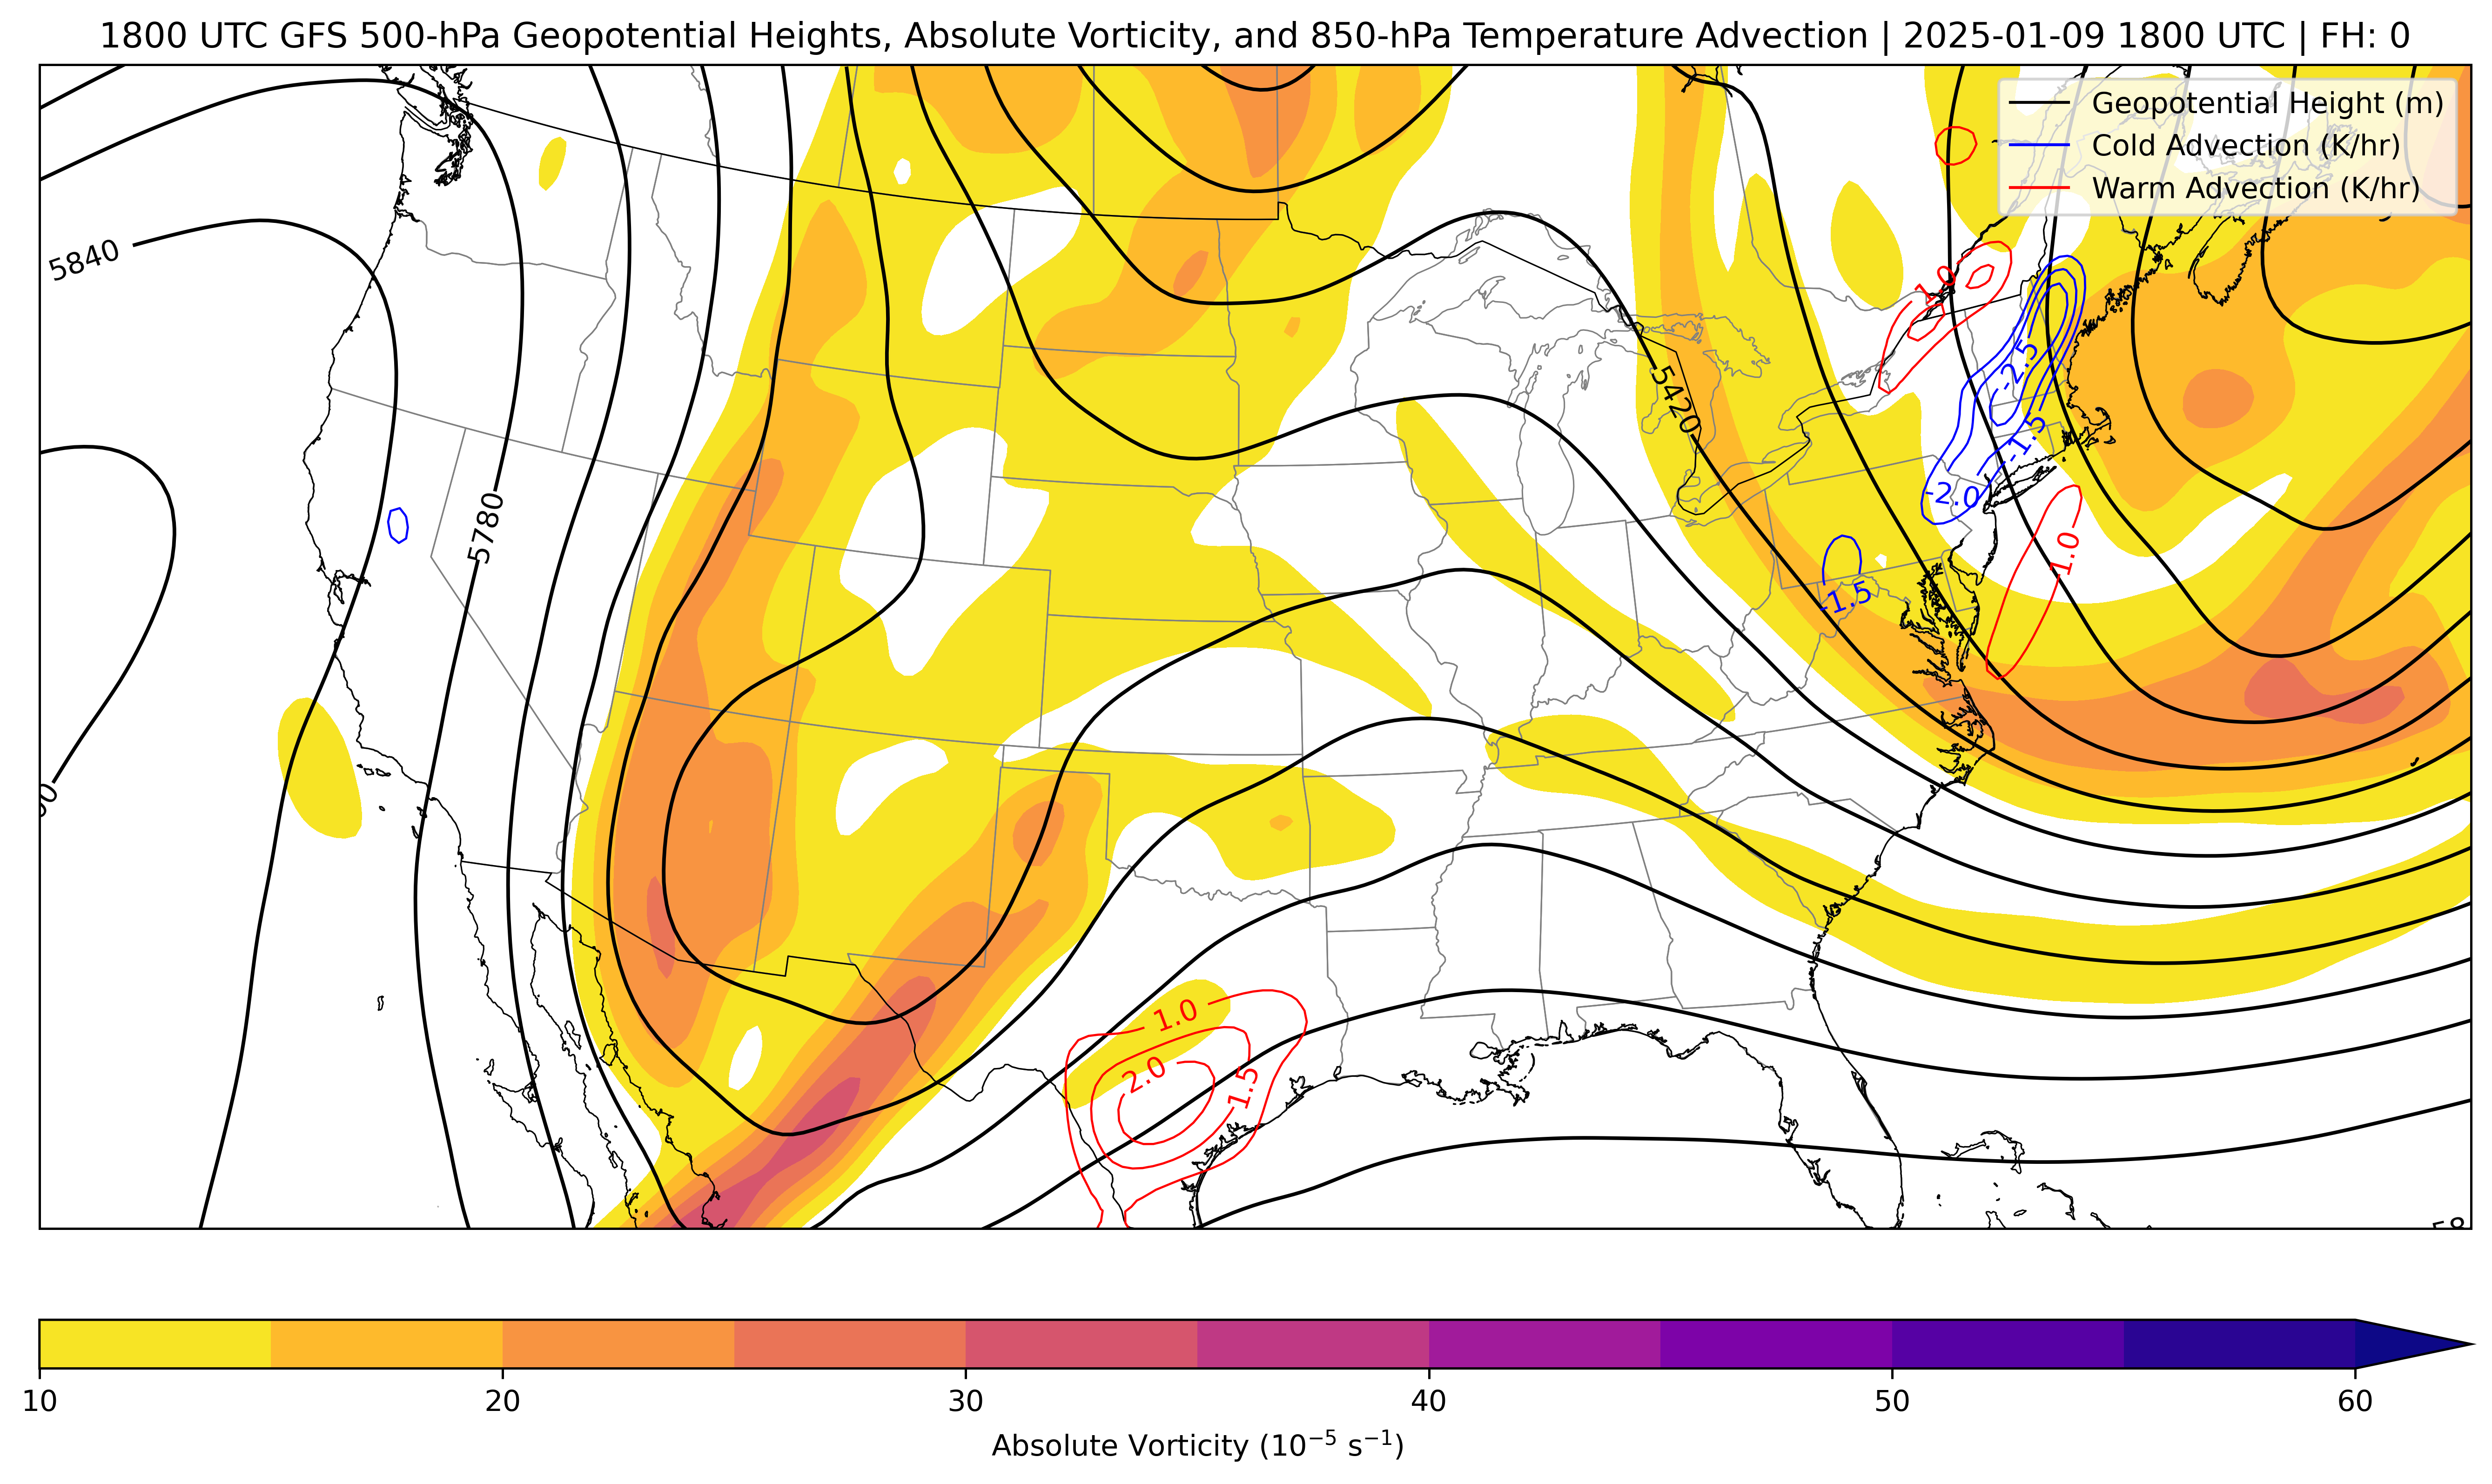 1800 UTC GFS 500-hPa Geopotential Heights, Absolute Vorticity, and 850-hPa Temperature Advection | 2025-01-09 1800 UTC | FH: 0
Geopotential Height (m)
Cold Advection (K/hr)
Warm Advection (K/hr)
5840
1.0
-2.5
5420
-1.5
-2.0
5780
1.0
-1.5
1.0
2.0
1.5
10 20 30 40 50 60
Absolute Vorticity (10⁻⁵ s⁻¹)